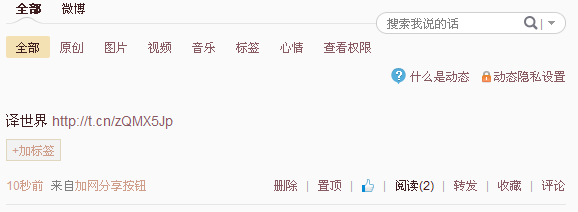 全部 微博
搜索我说的话
全部 原创 图片 视频 音乐 标签 心情 查看权限
什么是动态 动态隐私设置
译世界 http://t.cn/zQMX5Jp
+加标签
10秒前 来自加网分享按钮 删除 | 置顶 | | 阅读(2) | 转发 | 收藏 | 评论